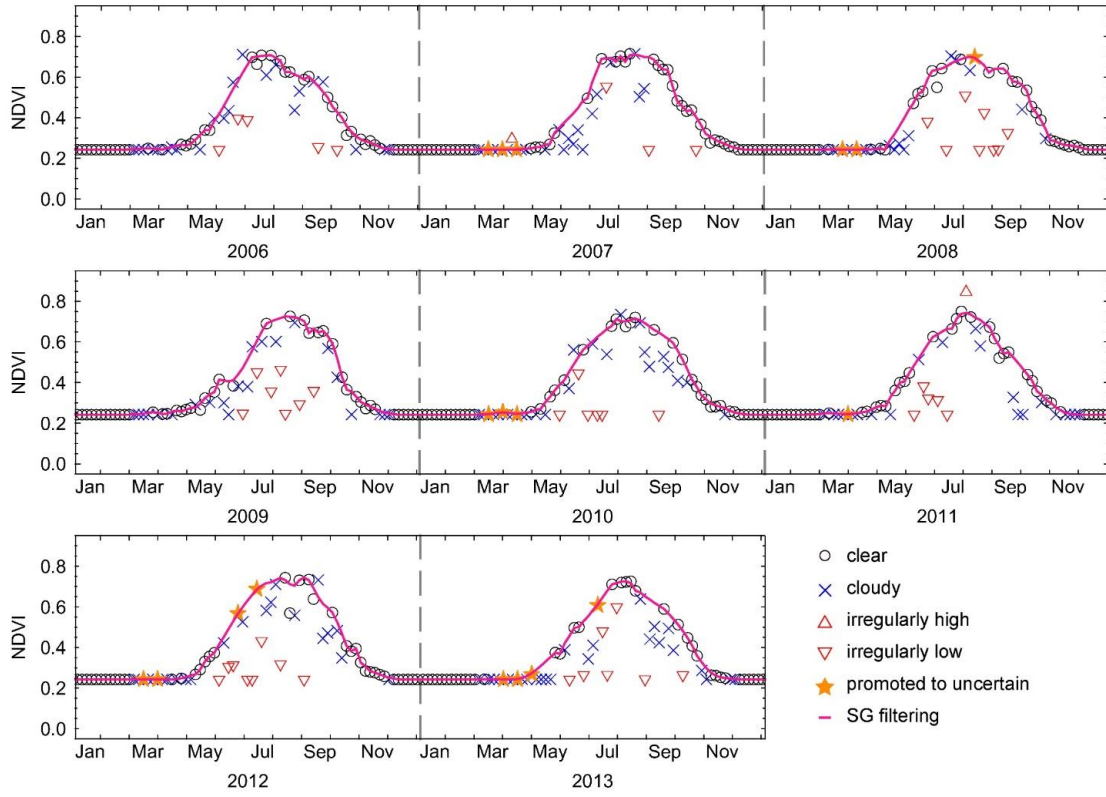 0.8
0.6
NDVI
0.4
0.2
0.0
Jan Mar May Jul Sep Nov Jan Mar May Jul Sep Nov Jan Mar May Jul Sep Nov
2006 2007 2008
0.8
0.6
NDVI
0.4
0.2
0.0
Jan Mar May Jul Sep Nov Jan Mar May Jul Sep Nov Jan Mar May Jul Sep Nov
2009 2010 2011
0.8
0.6
NDVI
0.4
0.2
0.0
Jan Mar May Jul Sep Nov Jan Mar May Jul Sep Nov
2012 2013
clear
cloudy
irregularly high
irregularly low
promoted to uncertain
SG filtering